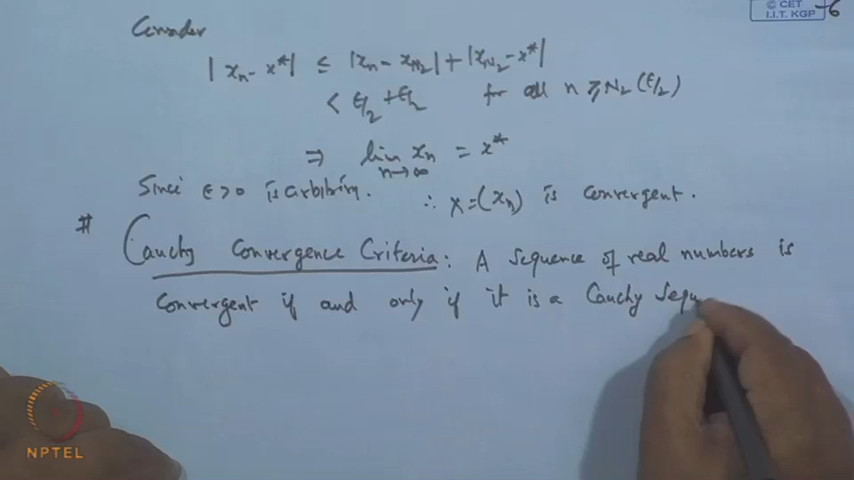 © CET
I.I.T. KGP
6
Consider
| xn - x* | ≤ |xn - xN2| + |xN2 - x*|
< ε/2 + ε/2 for all n ≥ N2 (ε/2)
⇒ lim xn = x*
n→∞
Since ε>0 is arbitrary. ∴ X=(xn) is convergent.
# Cauchy Convergence Criteria: A sequence of real numbers is
Convergent if and only if it is a Cauchy Sequ
NPTEL